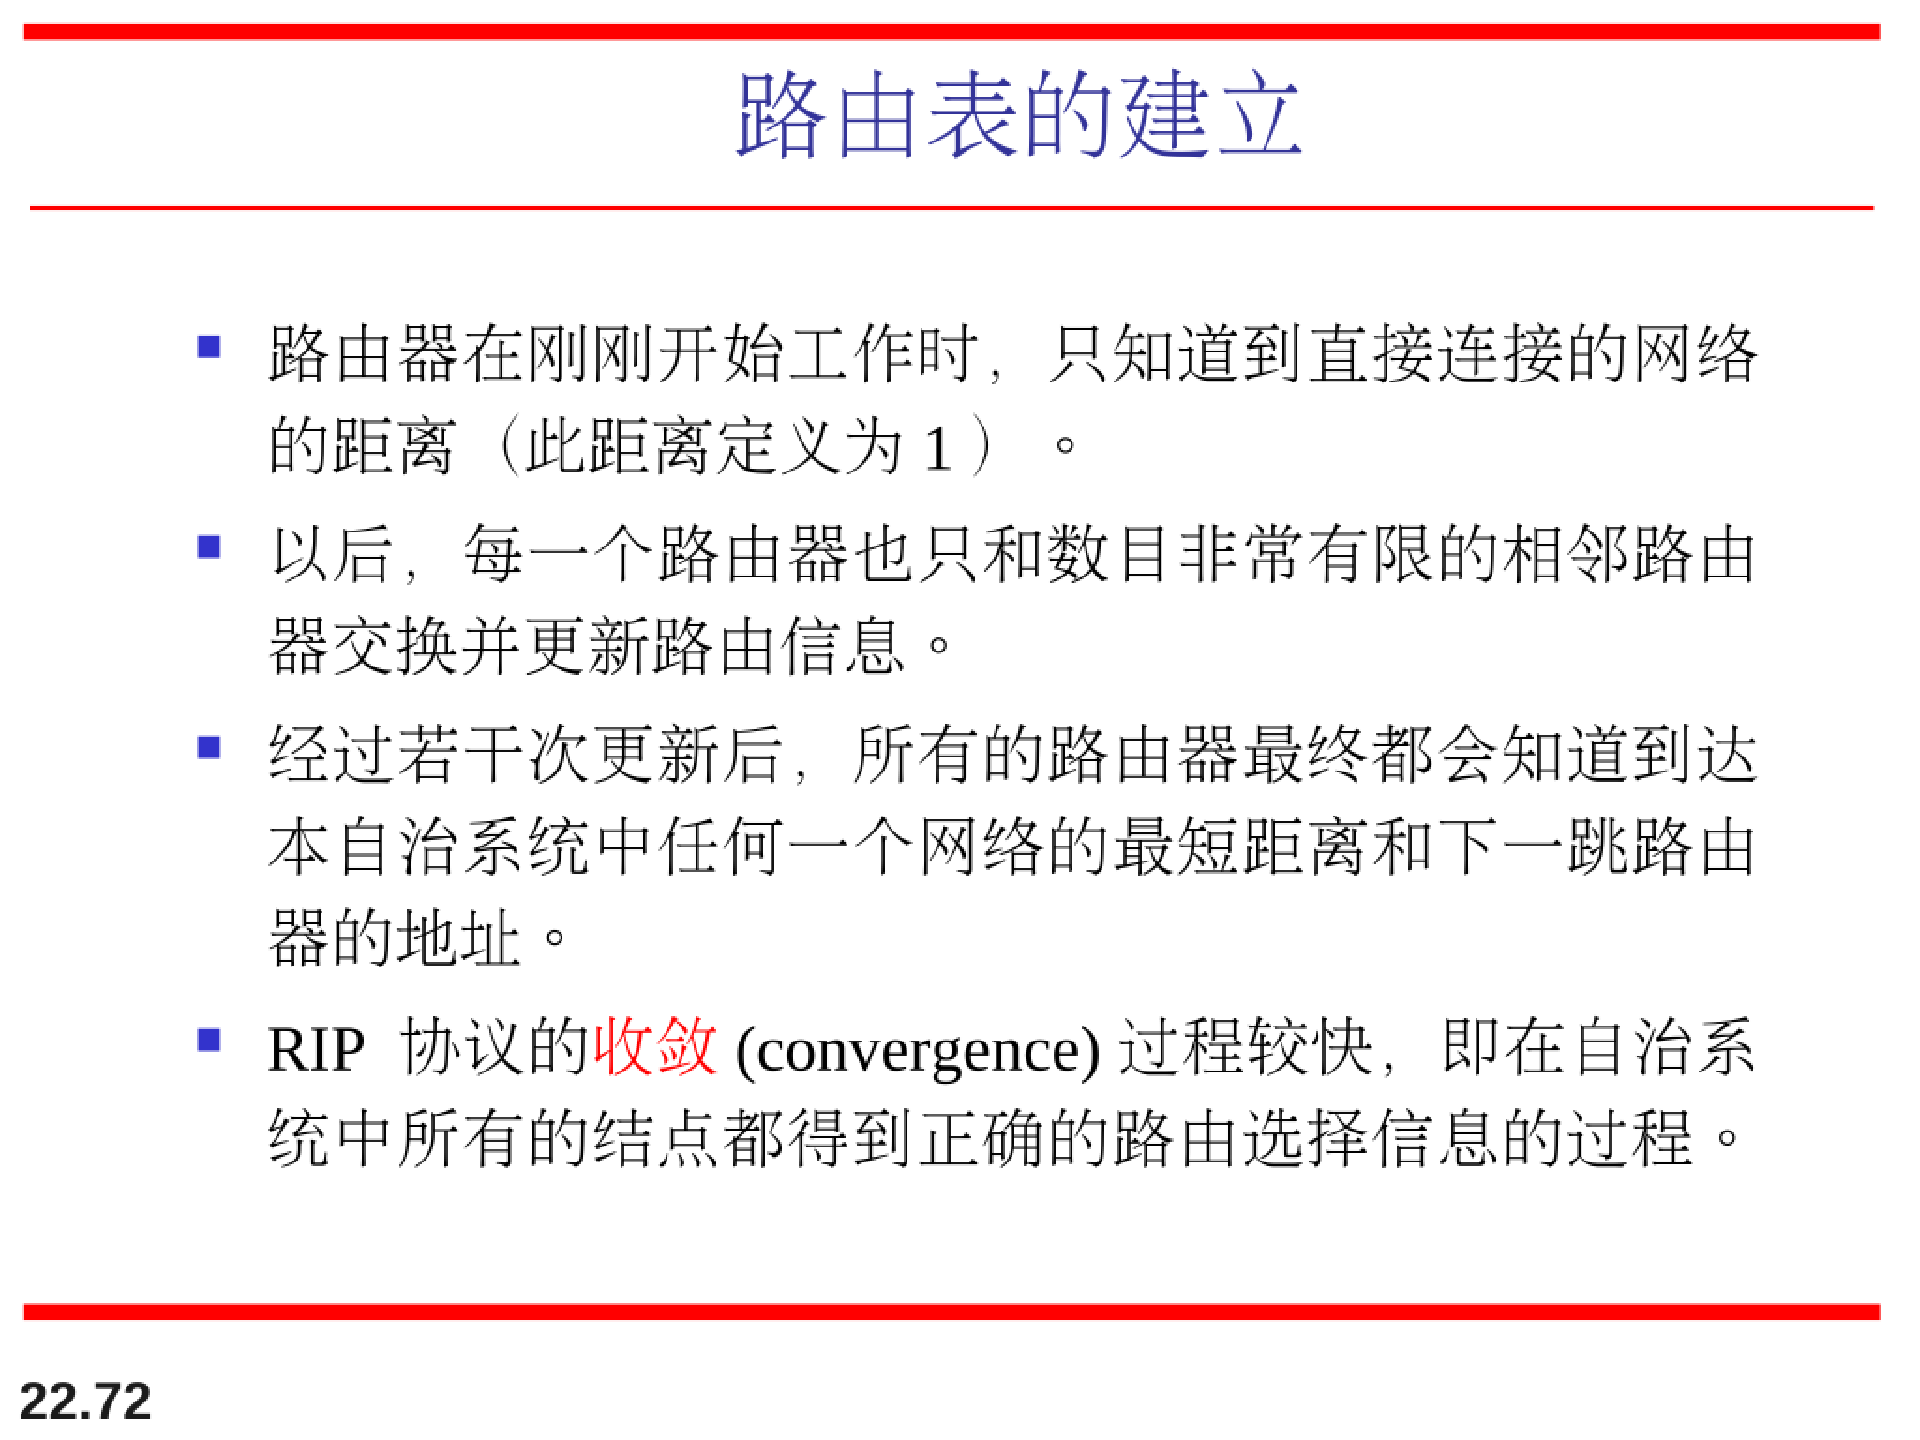 路由表的建立
路由器在刚刚开始工作时，只知道到直接连接的网络
的距离（此距离定义为 1 ）。
以后，每一个路由器也只和数目非常有限的相邻路由
器交换并更新路由信息。
经过若干次更新后，所有的路由器最终都会知道到达
本自治系统中任何一个网络的最短距离和下一跳路由
器的地址。
RIP 协议的收敛 (convergence) 过程较快，即在自治系
统中所有的结点都得到正确的路由选择信息的过程。
22.72